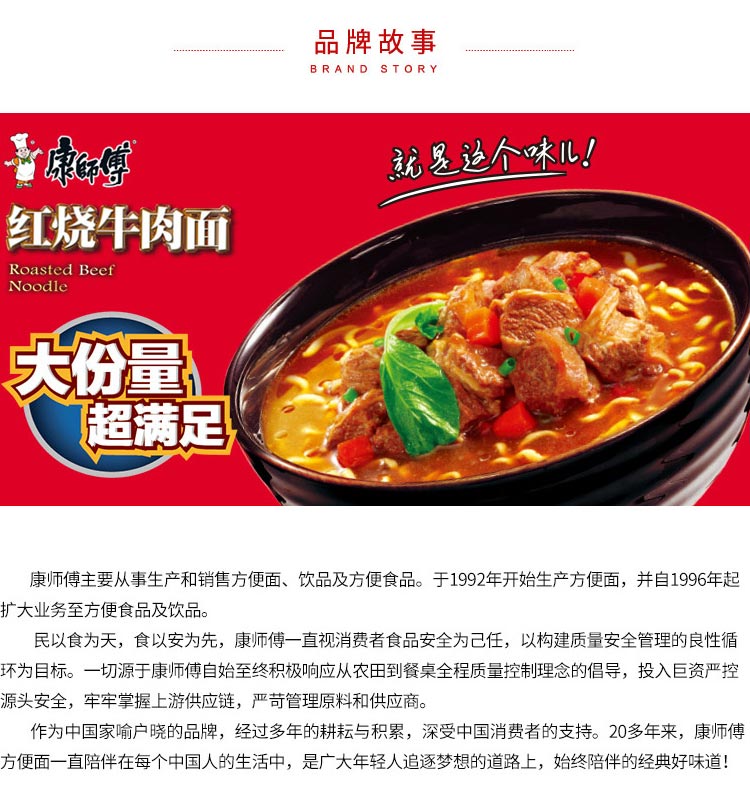 品牌故事
BRAND STORY
康師傅
就是这个味儿!
红烧牛肉面
Roasted Beef
Noodle
大份量
超满足
康师傅主要从事生产和销售方便面、饮品及方便食品。于1992年开始生产方便面，并自1996年起
扩大业务至方便食品及饮品。
民以食为天，食以安为先，康师傅一直视消费者食品安全为己任，以构建质量安全管理的良性循
环为目标。一切源于康师傅自始至终积极响应从农田到餐桌全程质量控制理念的倡导，投入巨资严控
源头安全，牢牢掌握上游供应链，严苛管理原料和供应商。
作为中国家喻户晓的品牌，经过多年的耕耘与积累，深受中国消费者的支持。20多年来，康师傅
方便面一直陪伴在每个中国人的生活中，是广大年轻人追逐梦想的道路上，始终陪伴的经典好味道！